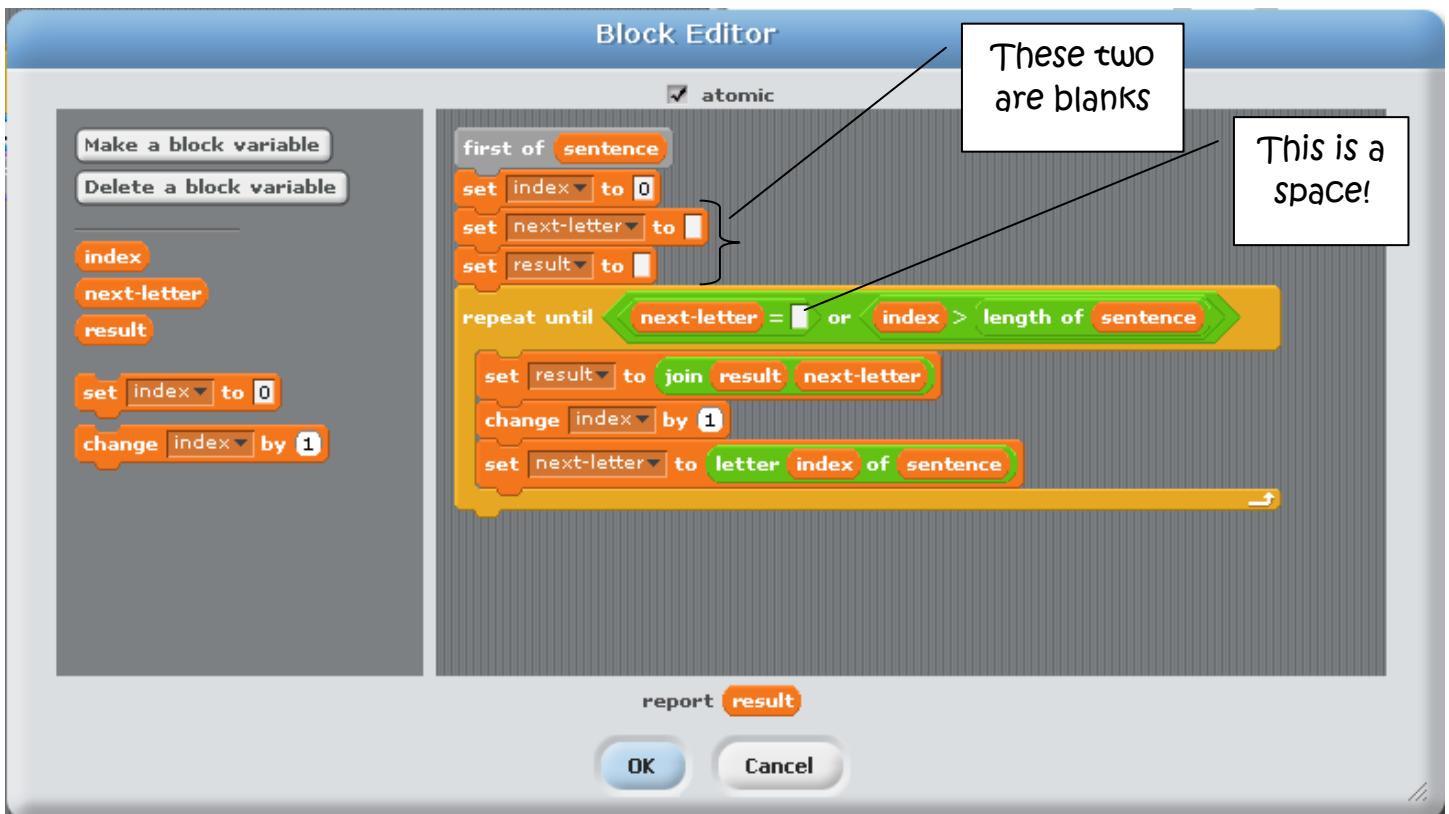 Block Editor
These two
are blanks
This is a
space!
atomic
Make a block variable
Delete a block variable
index
next-letter
result
set index to 0
change index by 1
first of sentence
set index to 0
set next-letter to
set result to
repeat until next-letter = or index > length of sentence
set result to join result next-letter
change index by 1
set next-letter to letter index of sentence
report result
OK Cancel